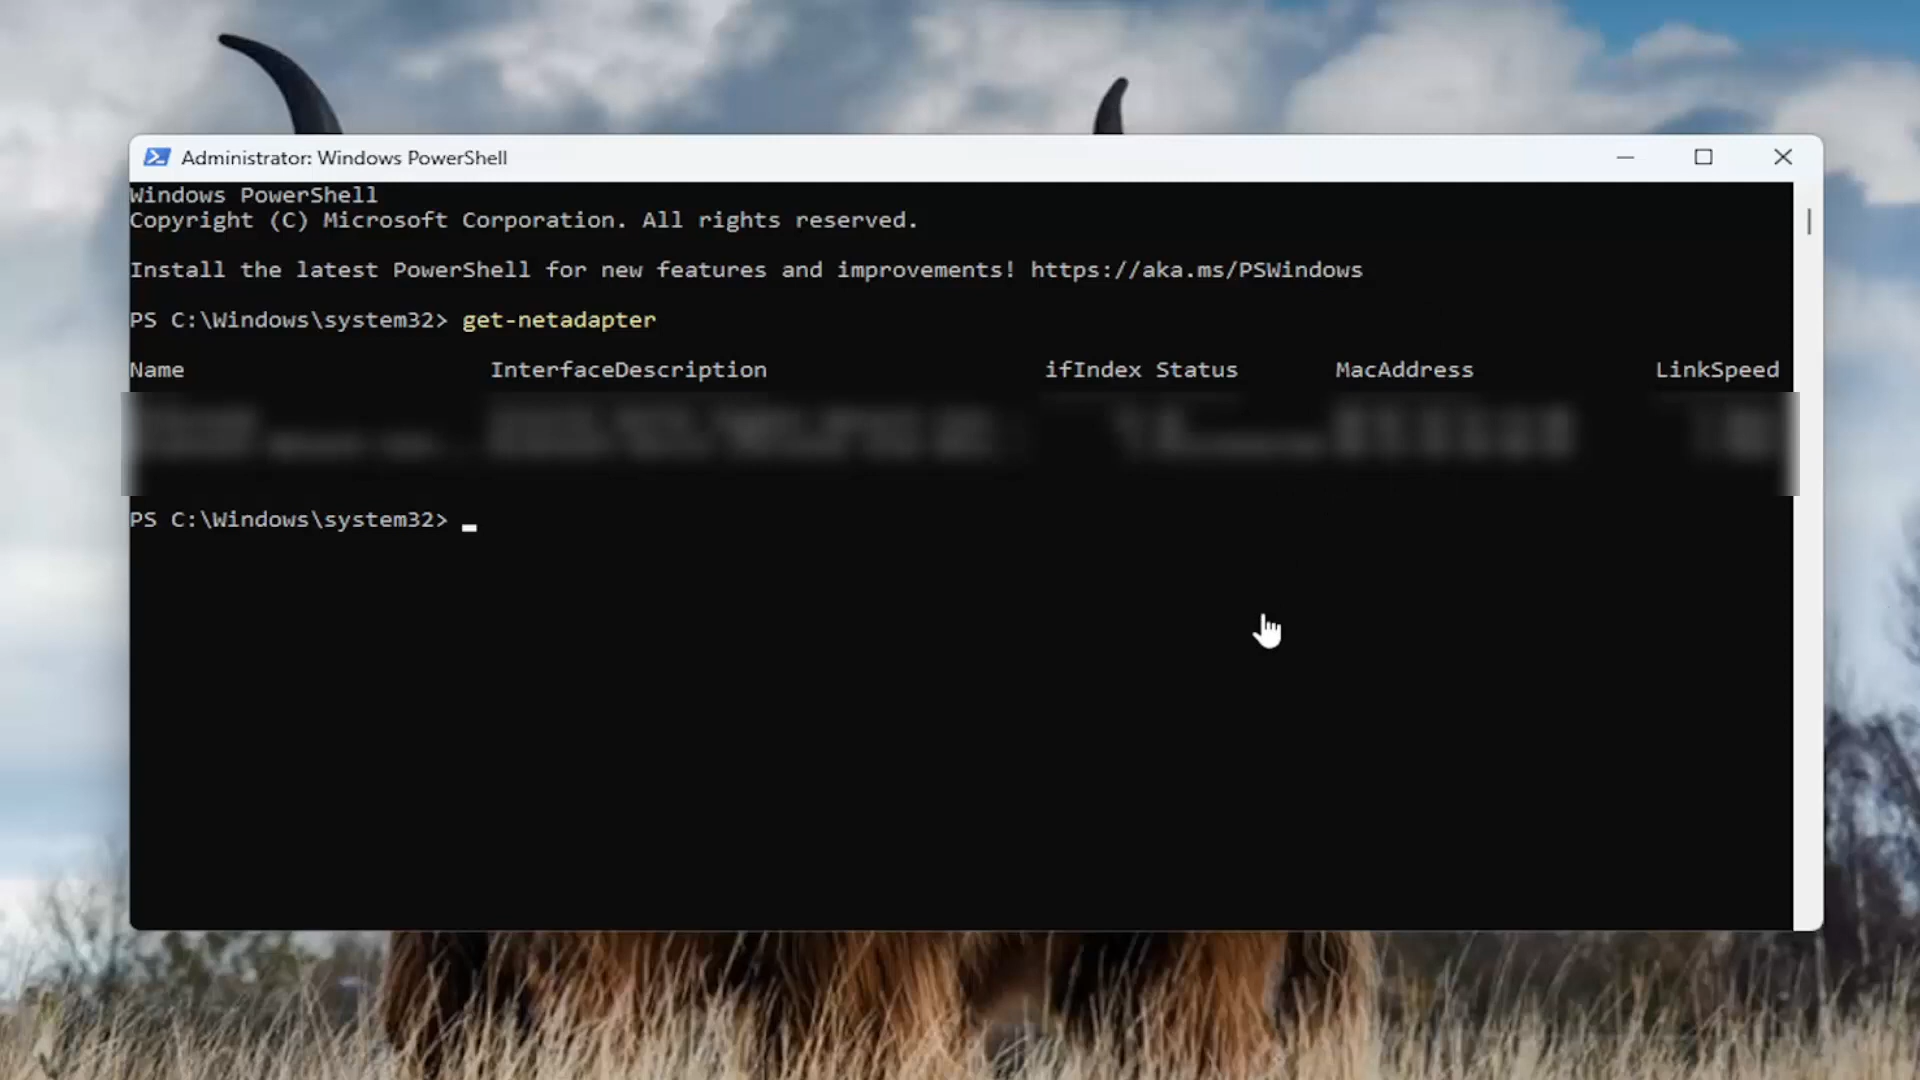 Administrator: Windows PowerShell
Windows PowerShell
Copyright (C) Microsoft Corporation. All rights reserved.
Install the latest PowerShell for new features and improvements! https://aka.ms/PSWindows
PS C:\Windows\system32> get-netadapter
Name InterfaceDescription ifIndex Status MacAddress LinkSpeed
PS C:\Windows\system32>